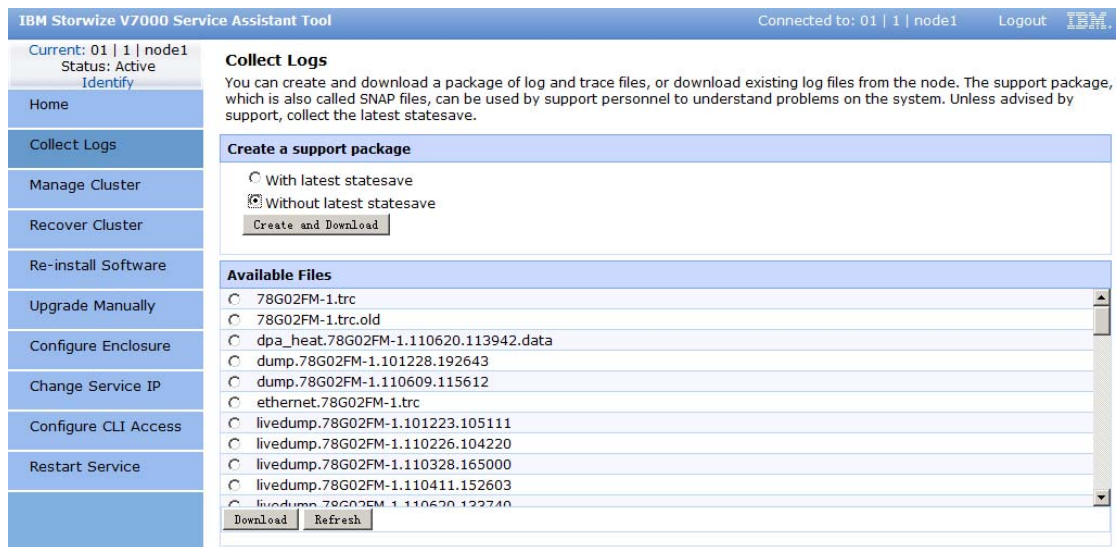 IBM Storwize V7000 Service Assistant Tool
Connected to: 01 | 1 | node1
Logout
IBM.
Current: 01 | 1 | node1
Status: Active
Identify
Home
Collect Logs
Manage Cluster
Recover Cluster
Re-install Software
Upgrade Manually
Configure Enclosure
Change Service IP
Configure CLI Access
Restart Service
Collect Logs
You can create and download a package of log and trace files, or download existing log files from the node. The support package,
which is also called SNAP files, can be used by support personnel to understand problems on the system. Unless advised by
support, collect the latest statesave.
Create a support package
With latest statesave
Without latest statesave
Create and Download
Available Files
78G02FM-1.trc
78G02FM-1.trc.old
dpa_heat.78G02FM-1.110620.113942.data
dump.78G02FM-1.101228.192643
dump.78G02FM-1.110609.115612
ethernet.78G02FM-1.trc
livedump.78G02FM-1.101223.105111
livedump.78G02FM-1.110226.104220
livedump.78G02FM-1.110328.165000
livedump.78G02FM-1.110411.152603
livedump.78G02FM-1.110620.133740
Download
Refresh